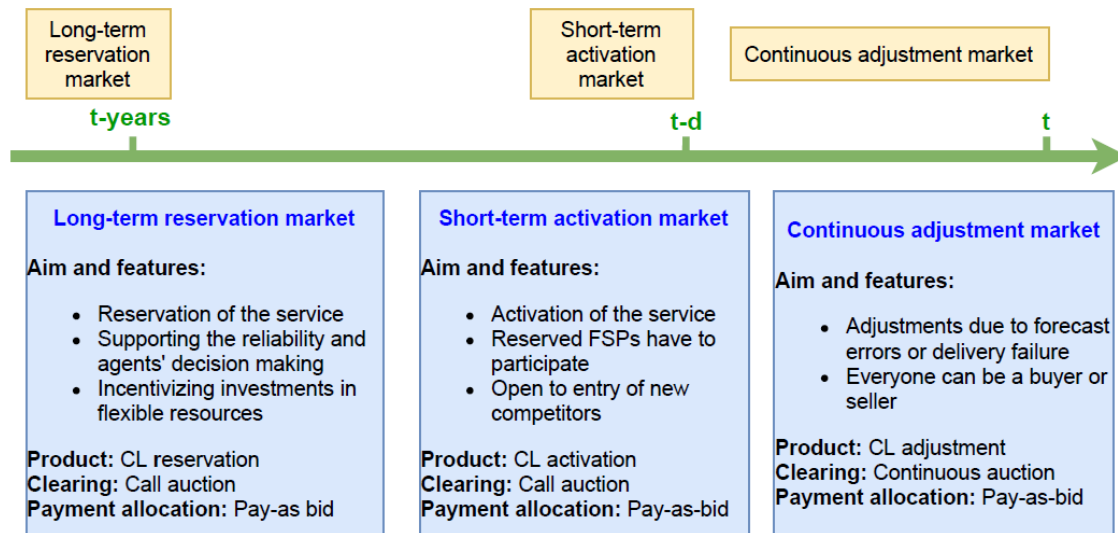 Long-term
reservation
market
Short-term
activation
market
Continuous adjustment market
t-years
t-d
t
Long-term reservation market
Aim and features:
• Reservation of the service
• Supporting the reliability and
agents' decision making
• Incentivizing investments in
flexible resources
Product: CL reservation
Clearing: Call auction
Payment allocation: Pay-as bid
Short-term activation market
Aim and features:
• Activation of the service
• Reserved FSPs have to
participate
• Open to entry of new
competitors
Product: CL activation
Clearing: Call auction
Payment allocation: Pay-as-bid
Continuous adjustment market
Aim and features:
• Adjustments due to forecast
errors or delivery failure
• Everyone can be a buyer or
seller
Product: CL adjustment
Clearing: Continuous auction
Payment allocation: Pay-as-bid